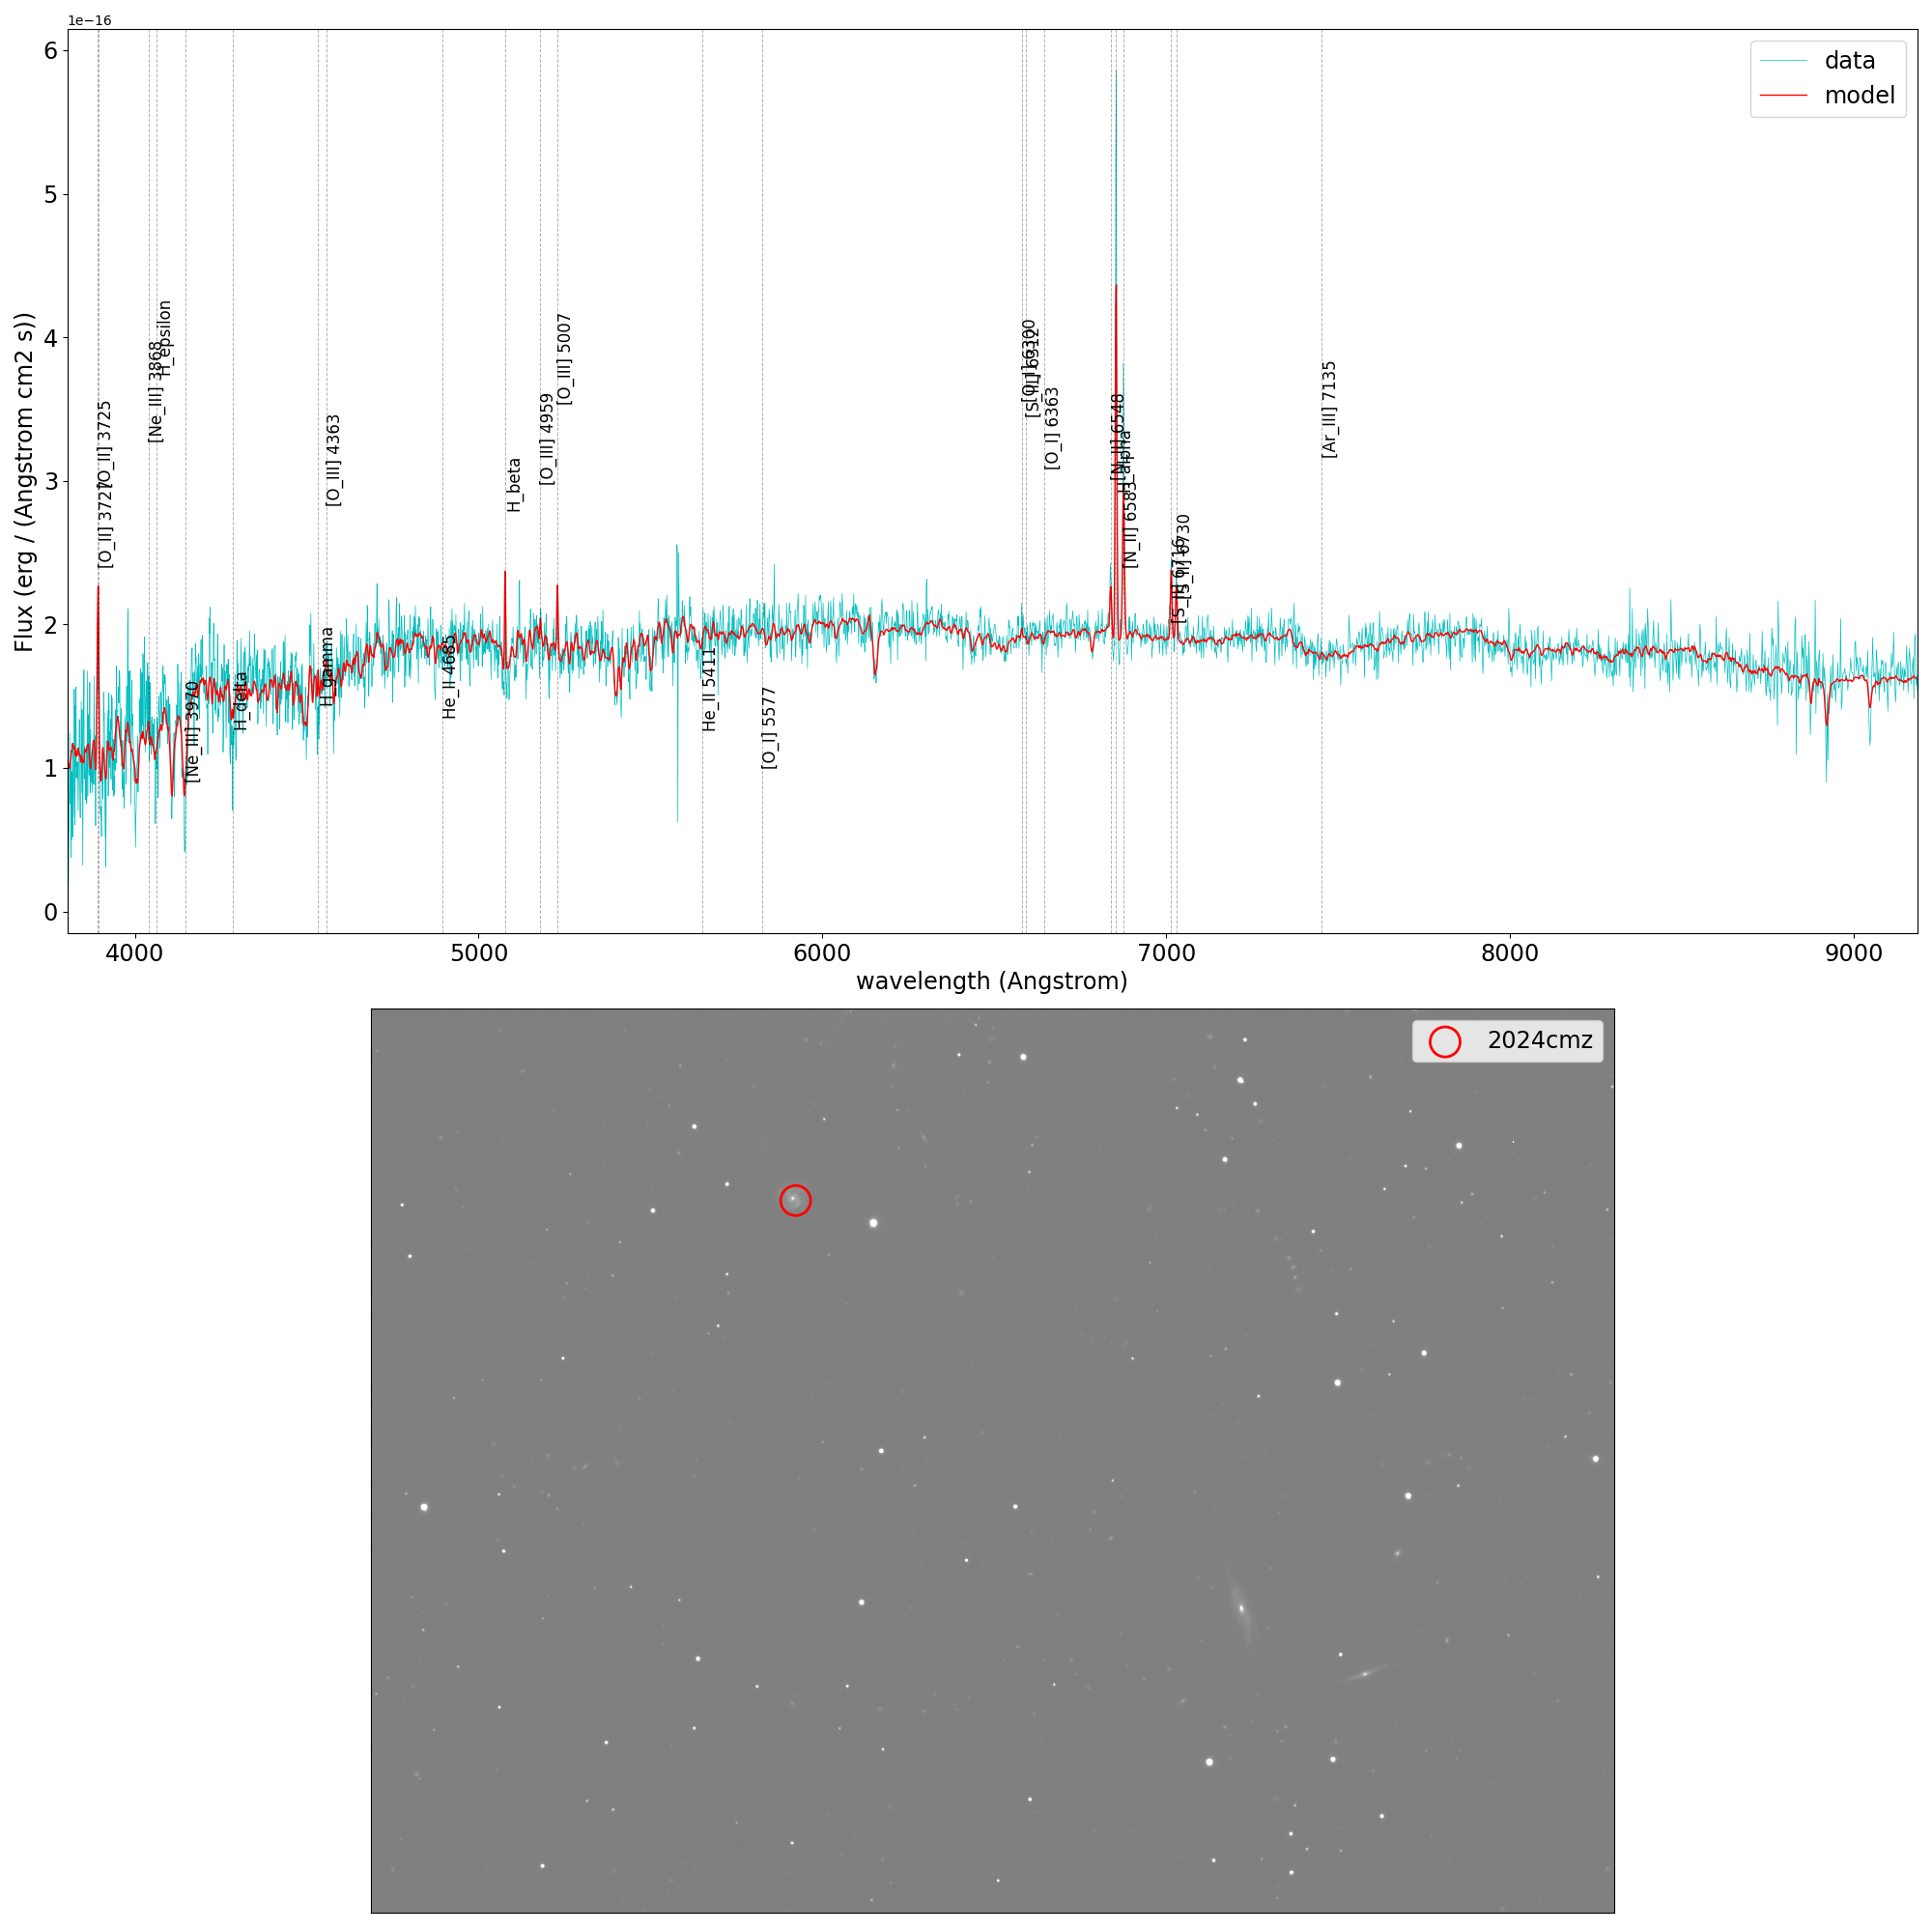 1e−16
data
model
6
5
4
3
2
1
0
Flux (erg / (Angstrom cm2 s))
[O_II] 3727
[O_II] 3725
[Ne_III] 3868
H_epsilon
[Ne_III] 3970
H_delta
H_gamma
[O_III] 4363
He_II 4685
H_beta
[O_III] 4959
[O_III] 5007
He_II 5411
[O_I] 5577
[O_I] 6300
[S_III] 6312
[O_I] 6363
[N_II] 6548
H_alpha
[N_II] 6583
[S_II] 6716
[S_II] 6730
[Ar_III] 7135
4000
5000
6000
7000
8000
9000
wavelength (Angstrom)
2024cmz